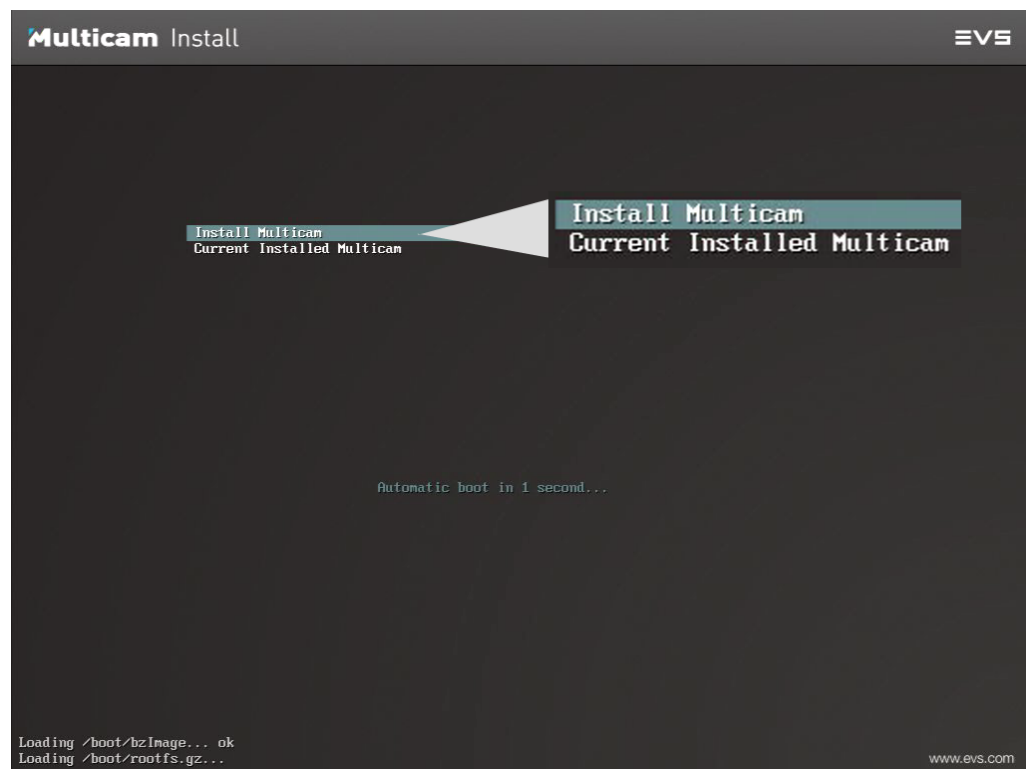 Multicam Install
EVS
Install Multicam
Current Installed Multicam
Install Multicam
Current Installed Multicam
Automatic boot in 1 second...
Loading /boot/bzImage... ok
Loading /boot/rootfs.gz...
www.evs.com